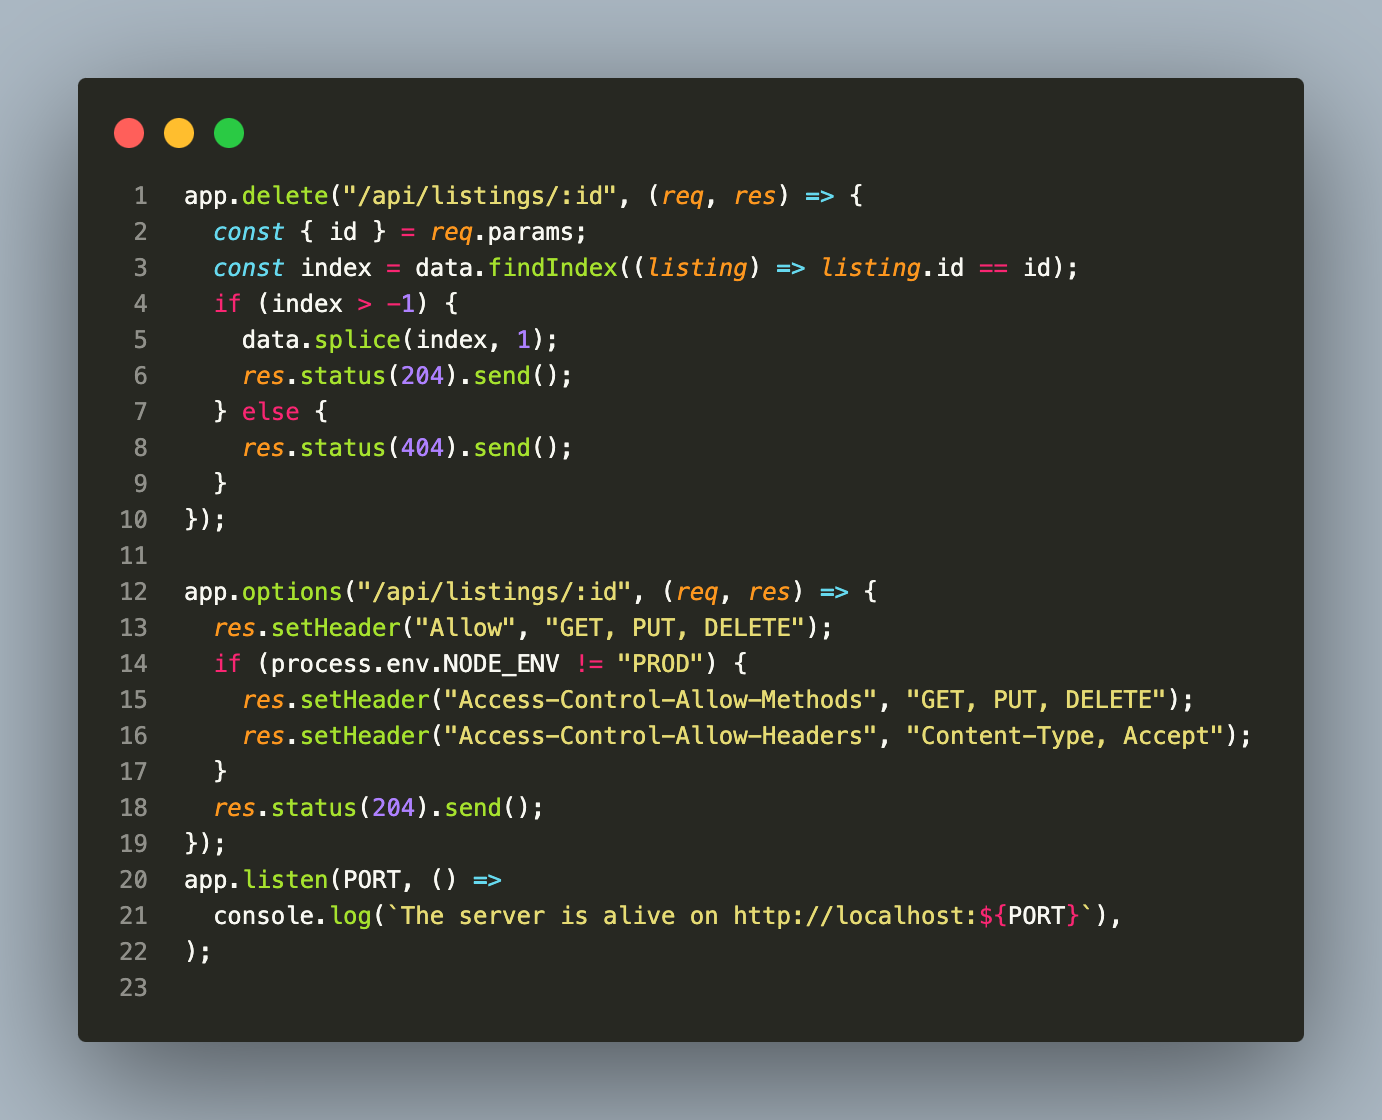 1 app.delete("/api/listings/:id", (req, res) => {
2   const { id } = req.params;
3   const index = data.findIndex((listing) => listing.id == id);
4   if (index > -1) {
5     data.splice(index, 1);
6     res.status(204).send();
7   } else {
8     res.status(404).send();
9   }
10 });
11
12 app.options("/api/listings/:id", (req, res) => {
13   res.setHeader("Allow", "GET, PUT, DELETE");
14   if (process.env.NODE_ENV != "PROD") {
15     res.setHeader("Access-Control-Allow-Methods", "GET, PUT, DELETE");
16     res.setHeader("Access-Control-Allow-Headers", "Content-Type, Accept");
17   }
18   res.status(204).send();
19 });
20 app.listen(PORT, () =>
21   console.log(`The server is alive on http://localhost:${PORT}`),
22 );
23